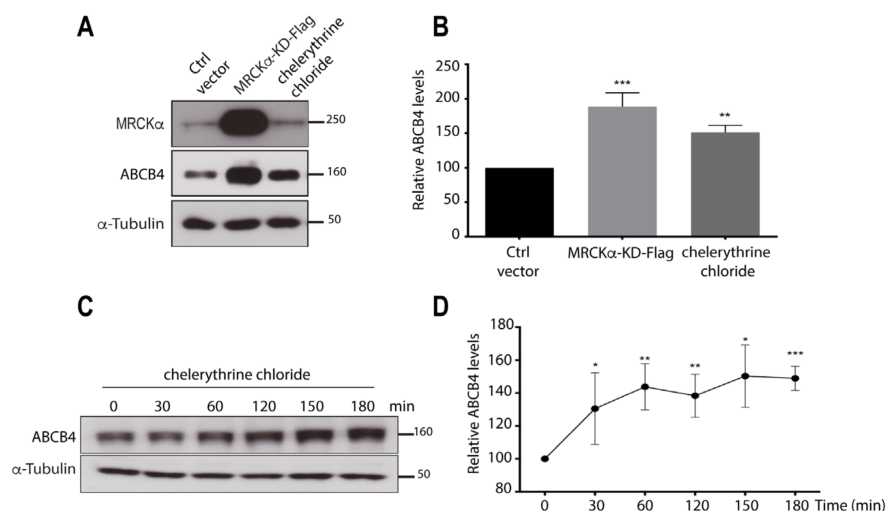 A
Ctrl
vector
MRCKα-KD-Flag
chelerythrine
chloride
MRCKα
250
ABCB4
160
α-Tubulin
50
B
Relative ABCB4 levels
250
200
150
100
50
0
***
**
Ctrl
vector
MRCKα-KD-Flag
chelerythrine
chloride
C
chelerythrine chloride
0 30 60 120 150 180 min
ABCB4
160
α-Tubulin
50
D
Relative ABCB4 levels
180
160
140
120
100
80
* ** ** * ***
0 30 60 120 150 180 Time (min)